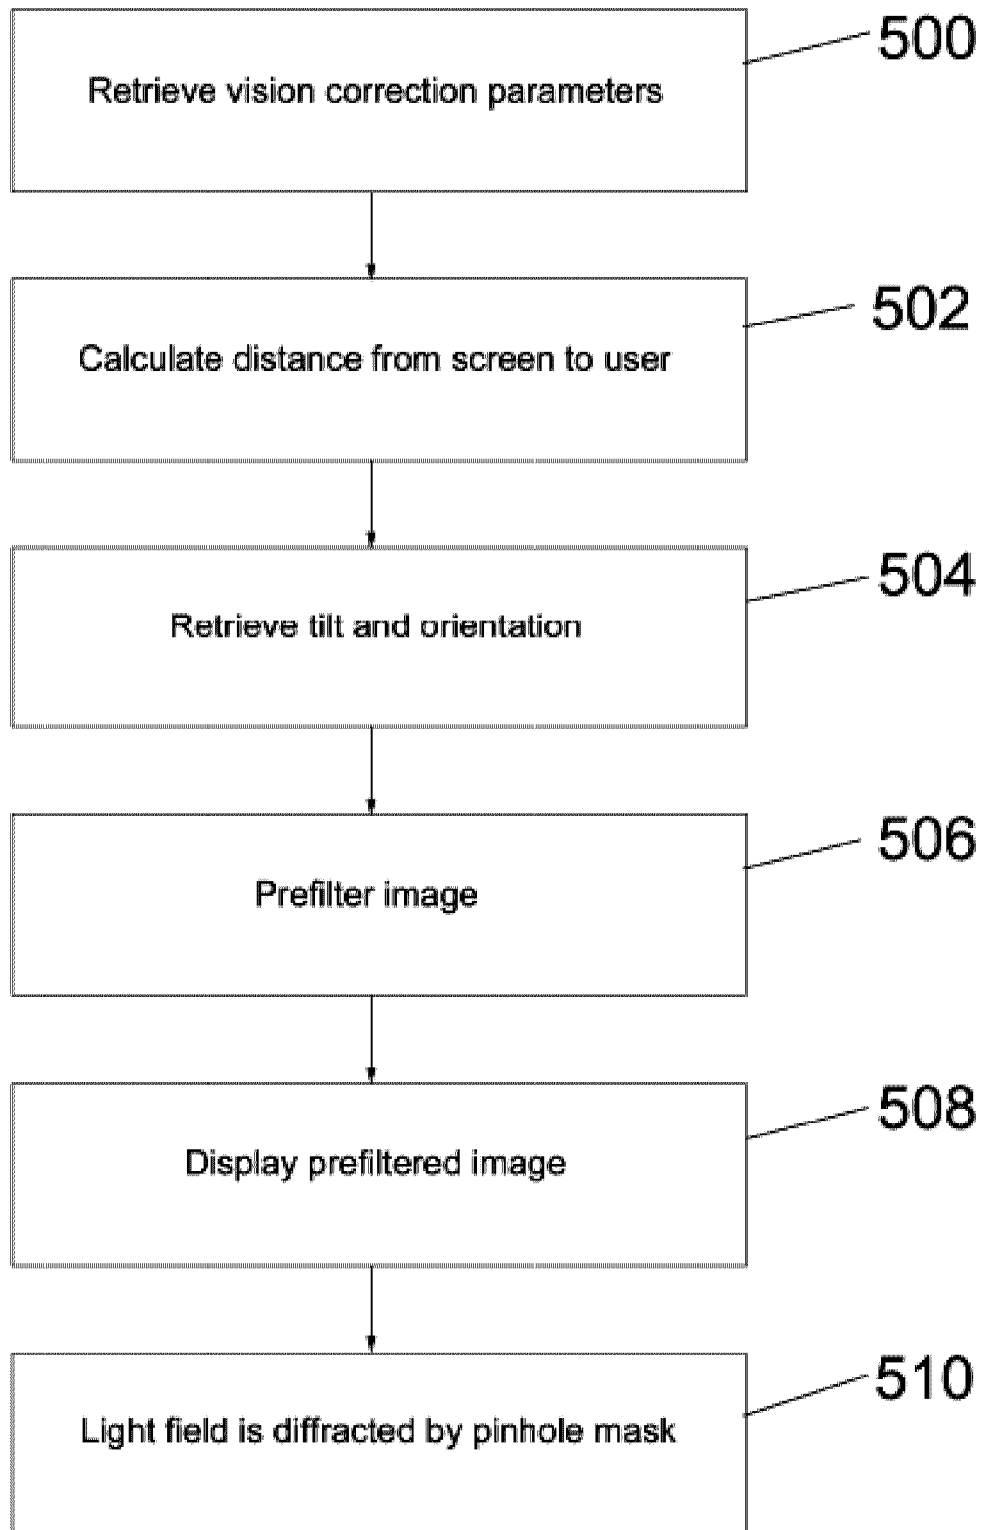 500
Retrieve vision correction parameters
502
Calculate distance from screen to user
504
Retrieve tilt and orientation
506
Prefilter image
508
Display prefiltered image
510
Light field is diffracted by pinhole mask